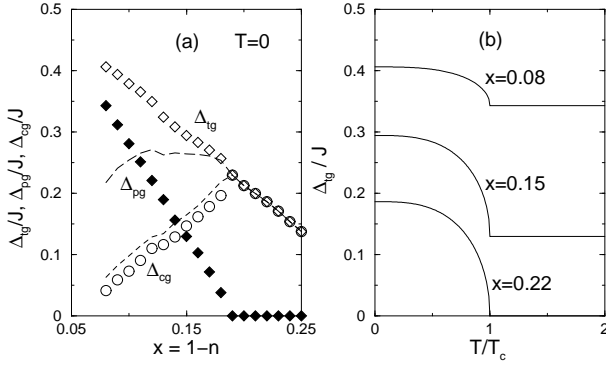 (a) T=0
Δtg
Δpg
Δcg
Δtg/J, Δpg/J, Δcg/J
0.5
0.4
0.3
0.2
0.1
0
0.05 0.15 0.25
x = 1−n
(b)
x=0.08
x=0.15
x=0.22
Δtg / J
0.5
0.4
0.3
0.2
0.1
0
0 1 2
T/Tc